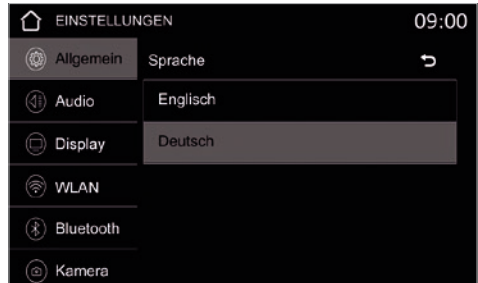 EINSTELLUNGEN 09:00
Allgemein
Sprache
Audio
Englisch
Display
Deutsch
WLAN
Bluetooth
Kamera